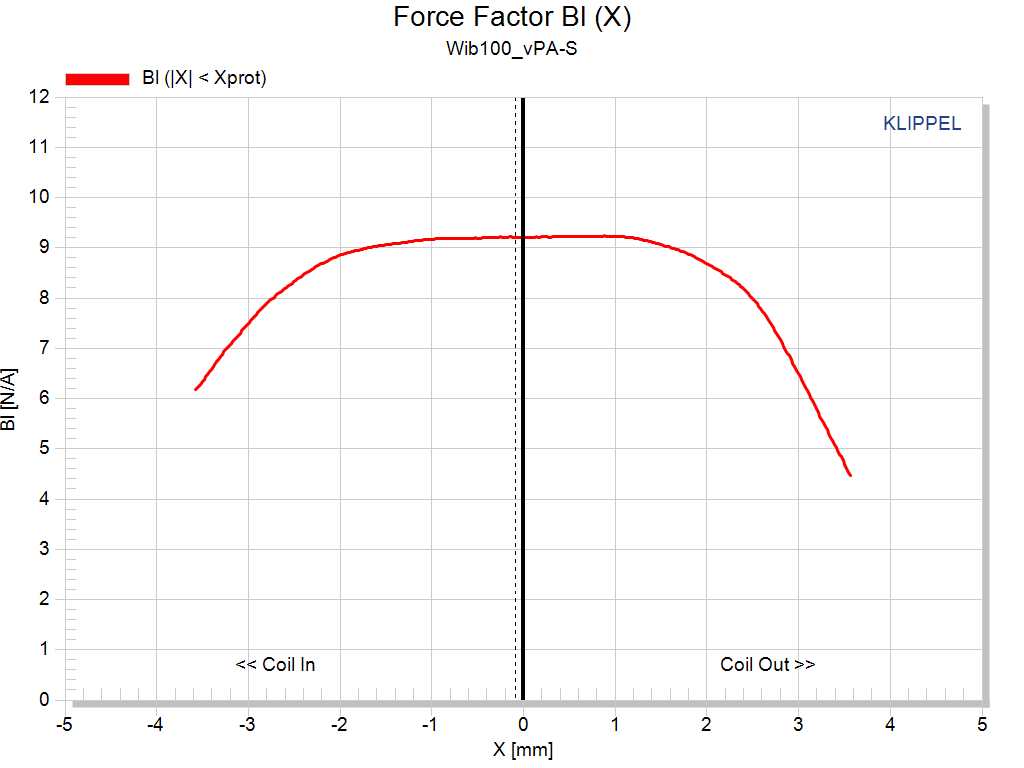 Force Factor Bl (X)
Wib100_vPA-S
Bl (|X| < Xprot)
KLIPPEL
12
11
10
9
8
7
6
5
4
3
2
1
0
Bl [N/A]
<< Coil In
Coil Out >>
-5 -4 -3 -2 -1 0 1 2 3 4 5
X [mm]